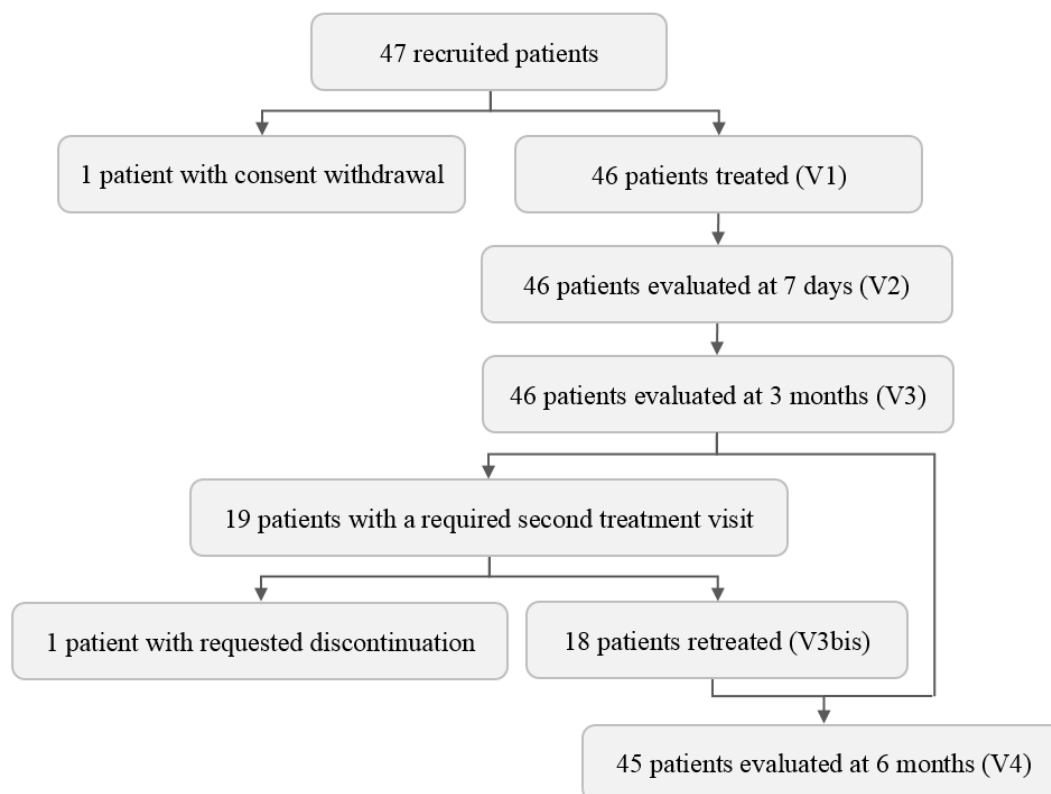 47 recruited patients
1 patient with consent withdrawal
46 patients treated (V1)
46 patients evaluated at 7 days (V2)
46 patients evaluated at 3 months (V3)
19 patients with a required second treatment visit
1 patient with requested discontinuation
18 patients retreated (V3bis)
45 patients evaluated at 6 months (V4)